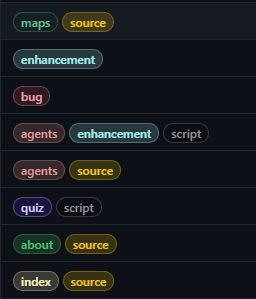 maps source
enhancement
bug
agents enhancement script
agents source
quiz script
about source
index source